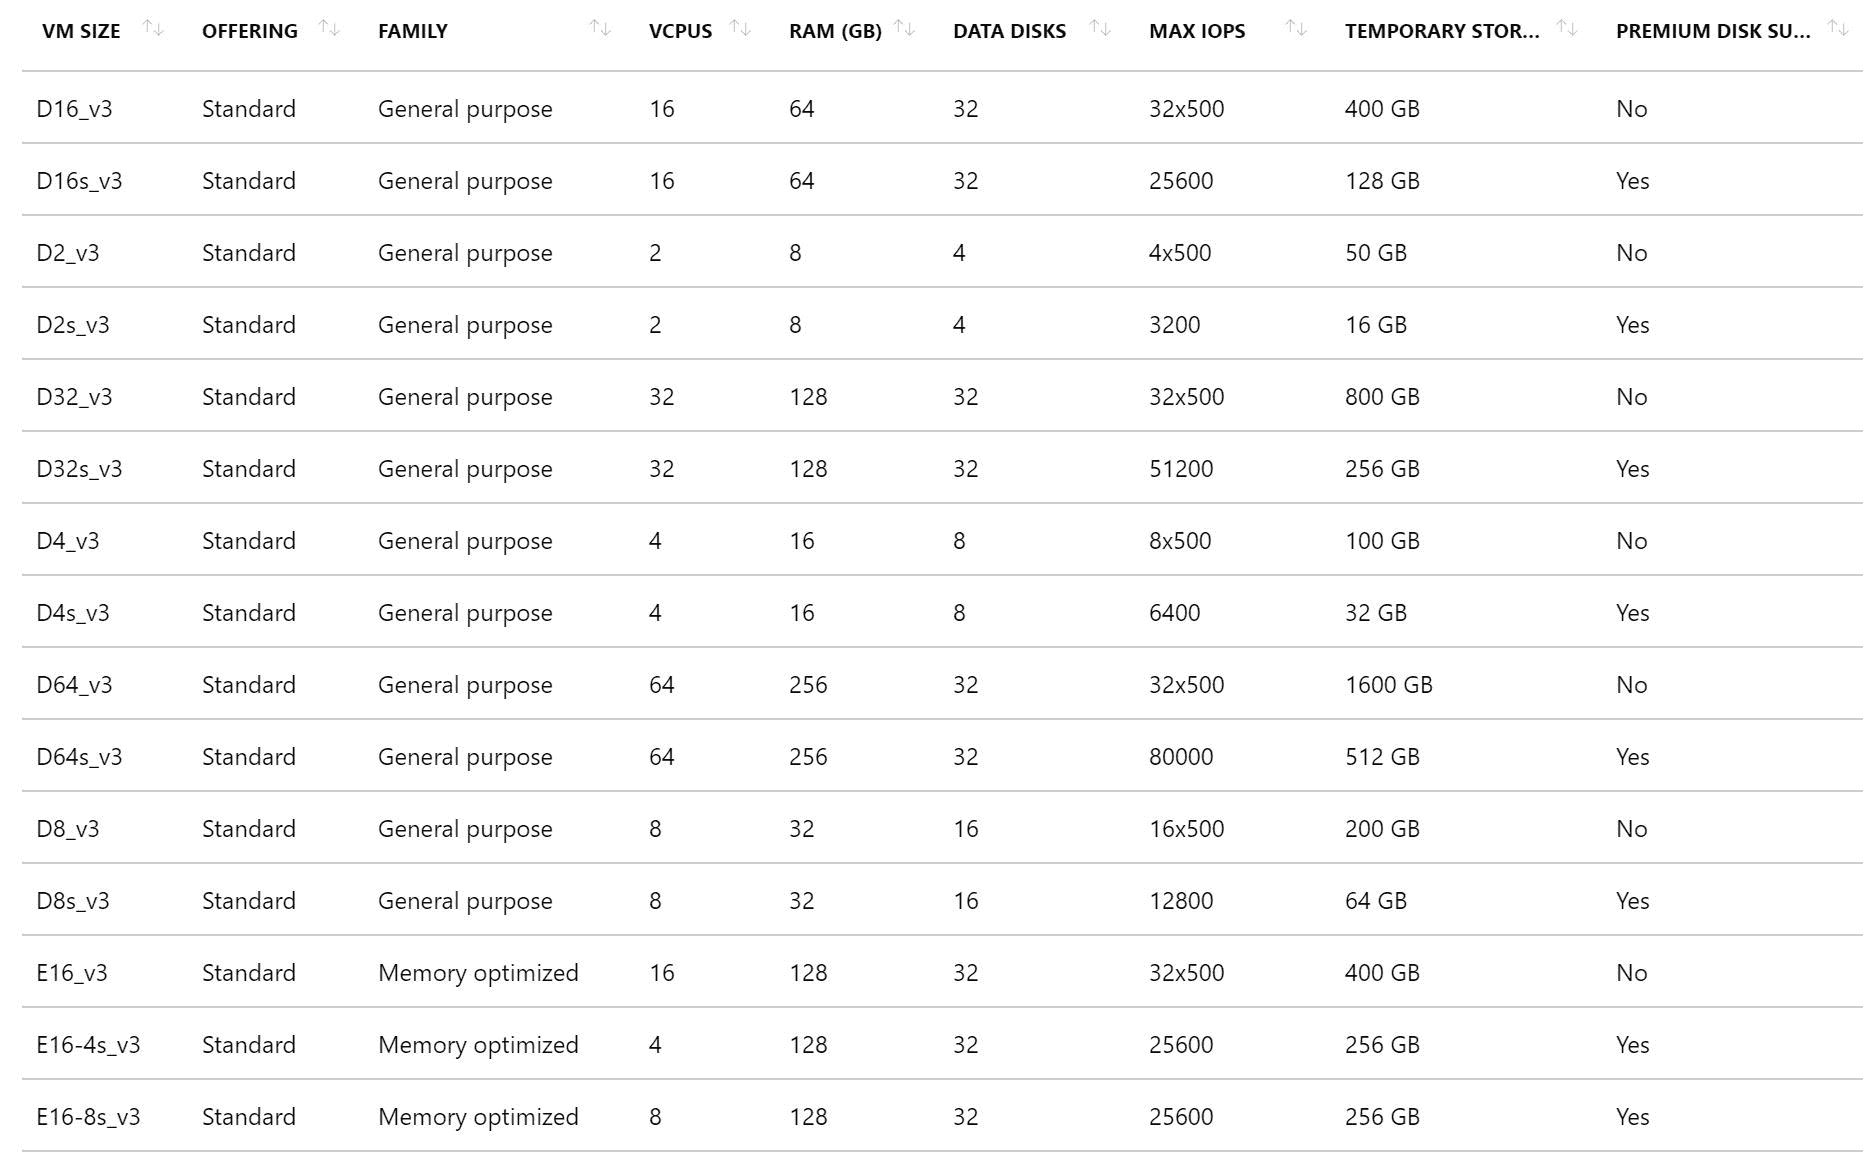 VM SIZE OFFERING FAMILY VCPUS RAM (GB) DATA DISKS MAX IOPS TEMPORARY STOR... PREMIUM DISK SU...
D16_v3 Standard General purpose 16 64 32 32x500 400 GB No
D16s_v3 Standard General purpose 16 64 32 25600 128 GB Yes
D2_v3 Standard General purpose 2 8 4 4x500 50 GB No
D2s_v3 Standard General purpose 2 8 4 3200 16 GB Yes
D32_v3 Standard General purpose 32 128 32 32x500 800 GB No
D32s_v3 Standard General purpose 32 128 32 51200 256 GB Yes
D4_v3 Standard General purpose 4 16 8 8x500 100 GB No
D4s_v3 Standard General purpose 4 16 8 6400 32 GB Yes
D64_v3 Standard General purpose 64 256 32 32x500 1600 GB No
D64s_v3 Standard General purpose 64 256 32 80000 512 GB Yes
D8_v3 Standard General purpose 8 32 16 16x500 200 GB No
D8s_v3 Standard General purpose 8 32 16 12800 64 GB Yes
E16_v3 Standard Memory optimized 16 128 32 32x500 400 GB No
E16-4s_v3 Standard Memory optimized 4 128 32 25600 256 GB Yes
E16-8s_v3 Standard Memory optimized 8 128 32 25600 256 GB Yes